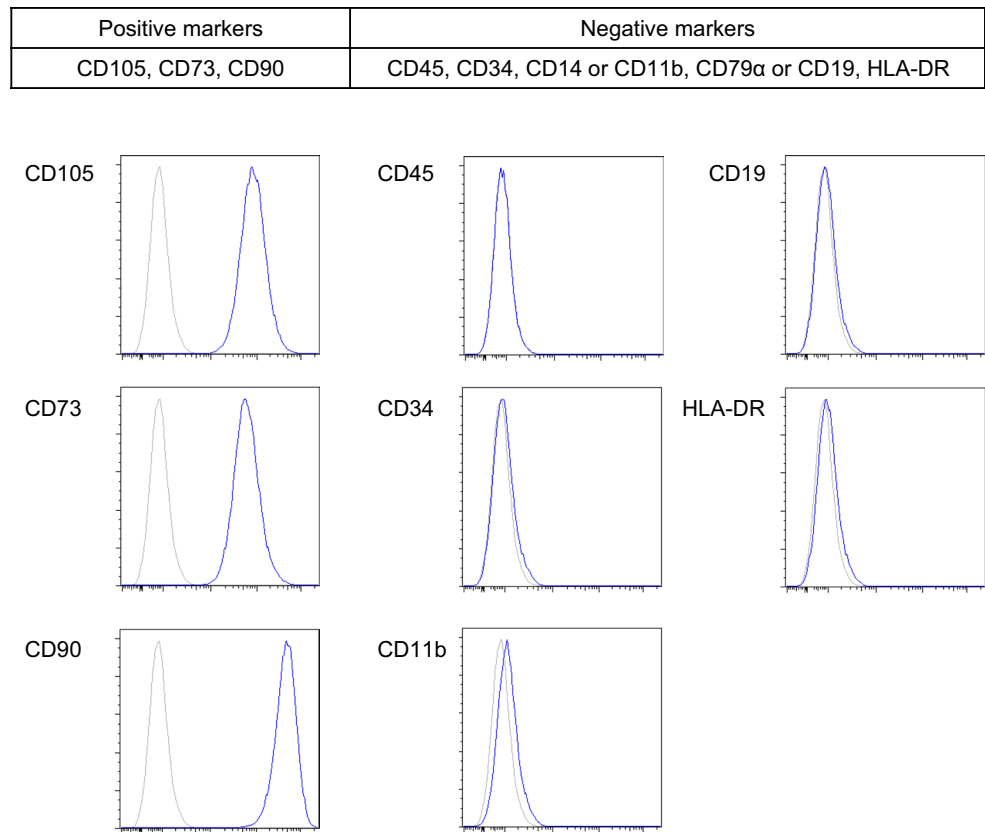 Positive markers
Negative markers
CD105, CD73, CD90
CD45, CD34, CD14 or CD11b, CD79α or CD19, HLA-DR
CD105
CD45
CD19
CD73
CD34
HLA-DR
CD90
CD11b